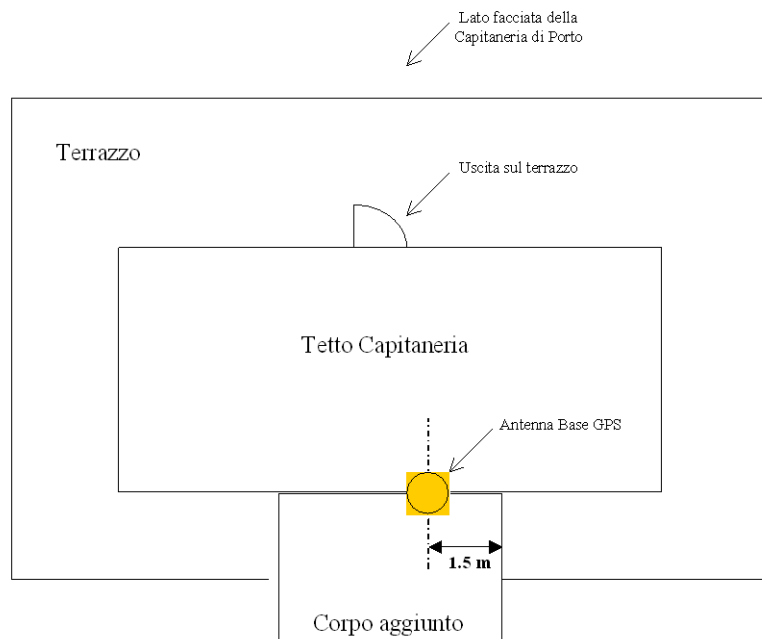 Lato facciata della
Capitaneria di Porto
Terrazzo
Uscita sul terrazzo
Tetto Capitaneria
Antenna Base GPS
1.5 m
Corpo aggiunto